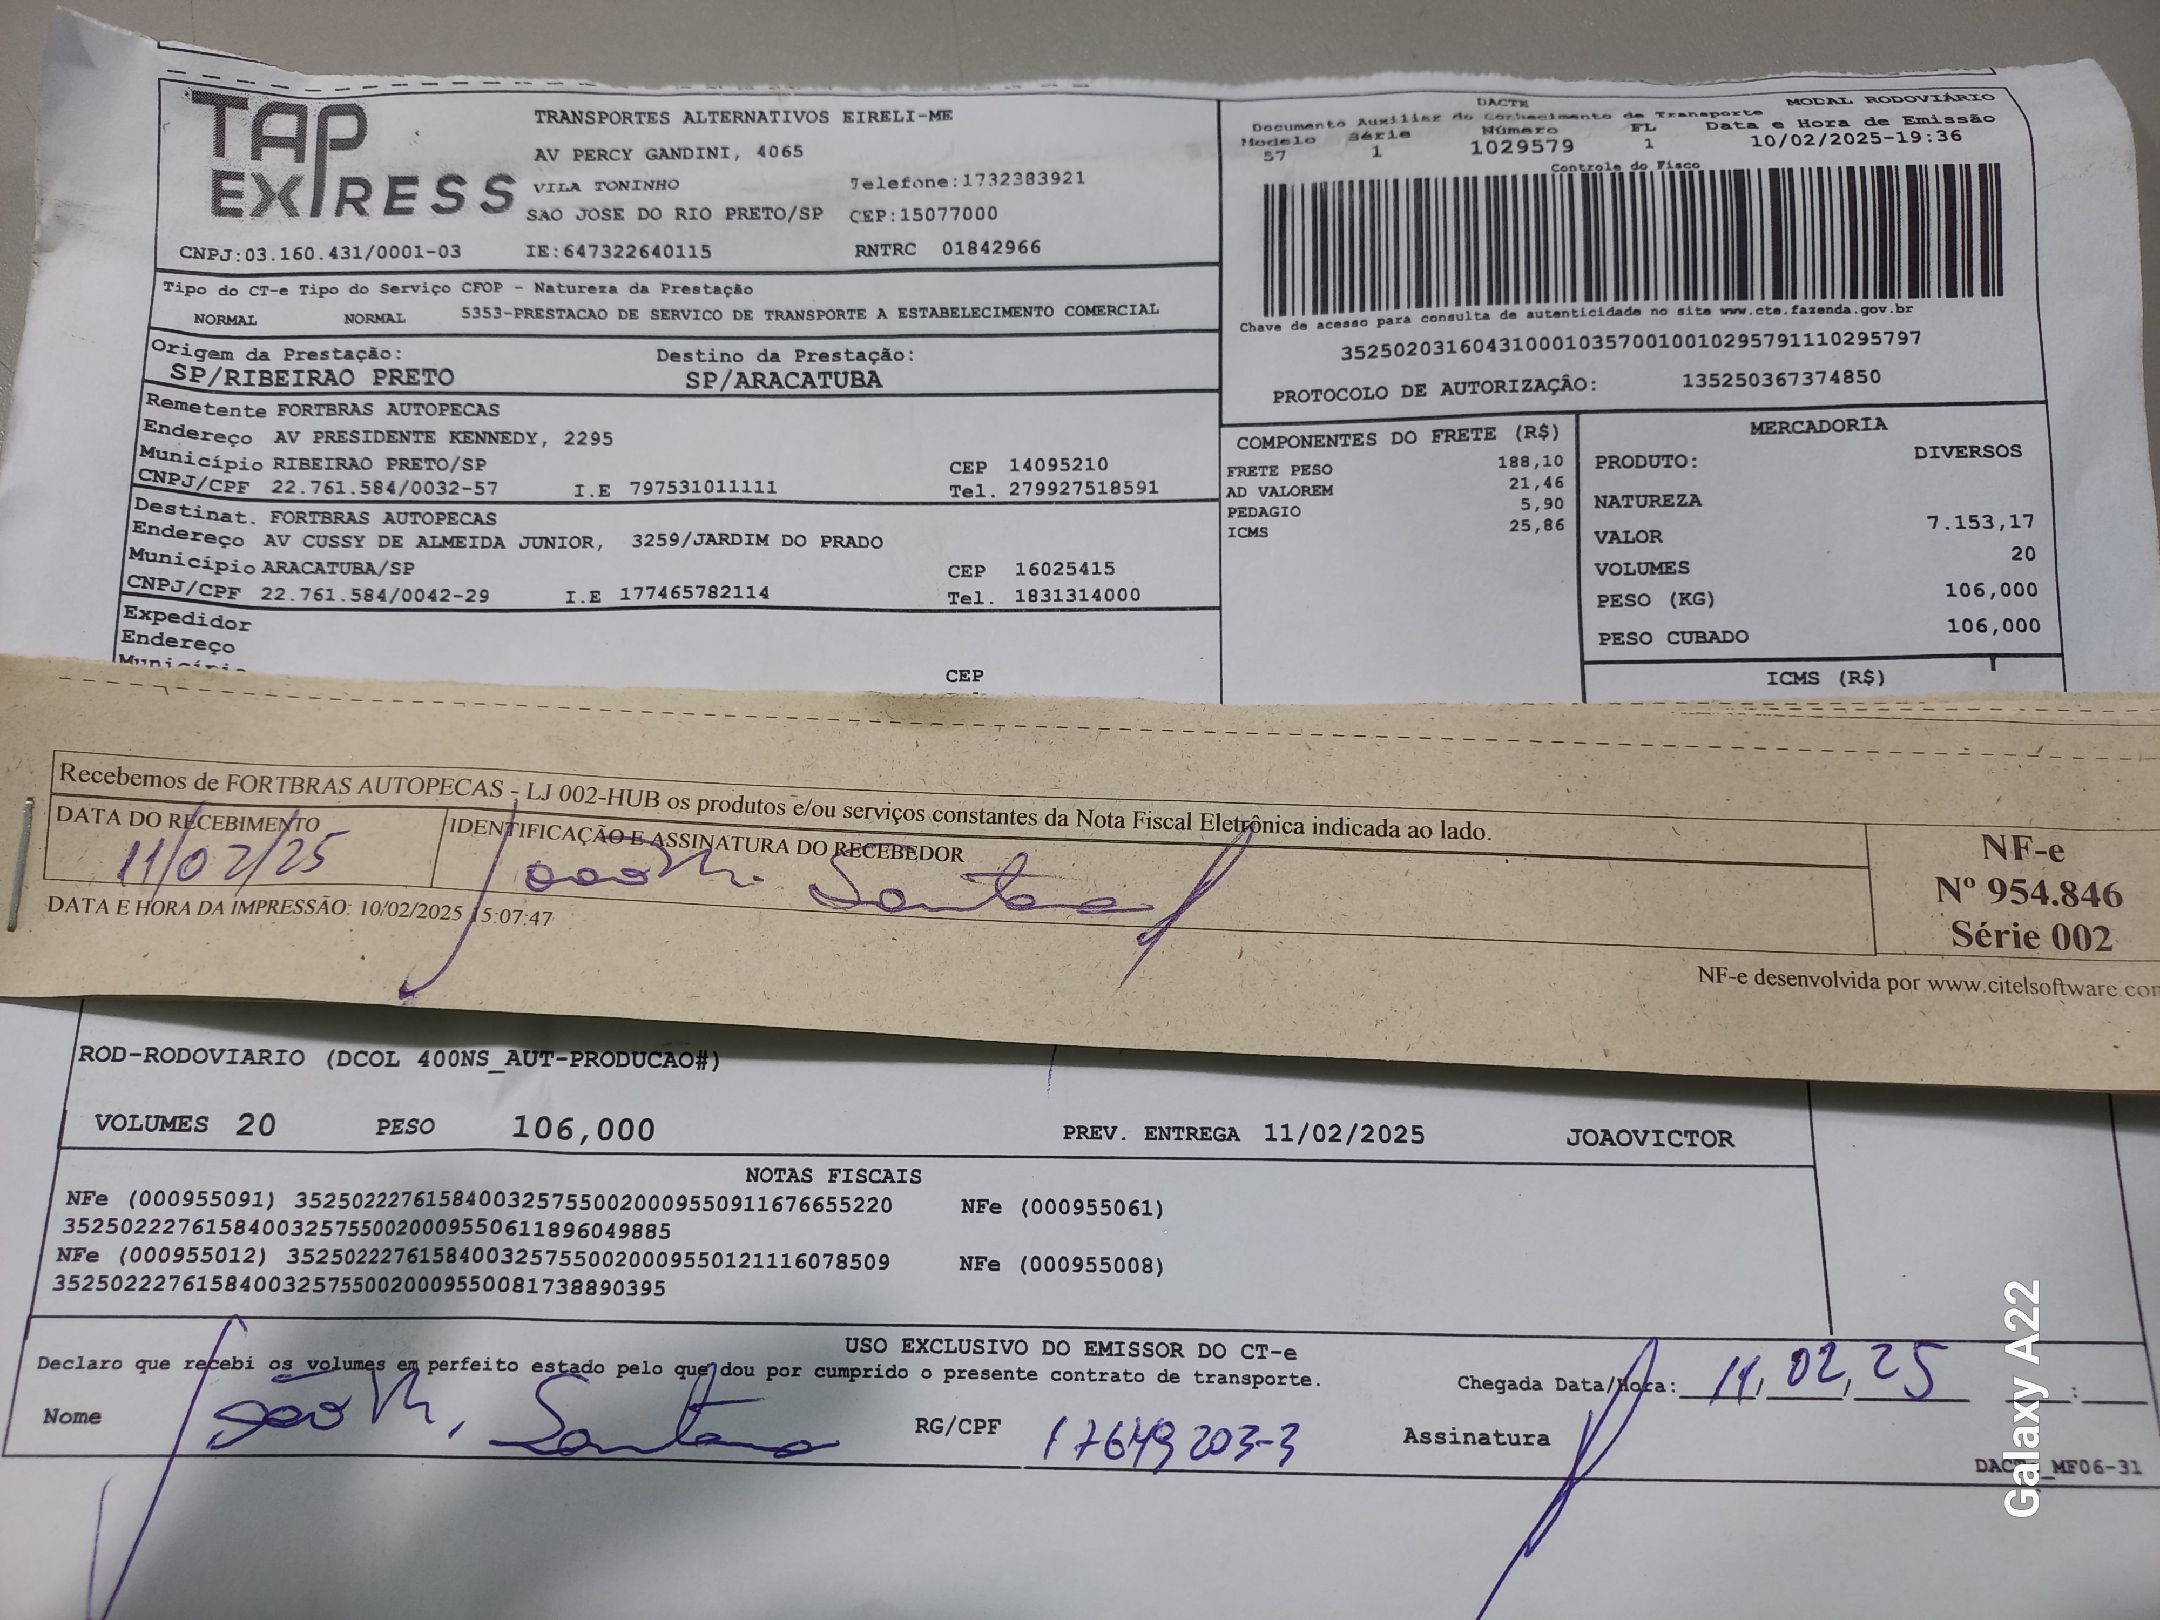 TAP EXPRESS
TRANSPORTES ALTERNATIVOS EIRELI-ME
AV PERCY GANDINI, 4065
VILA TONINHO Telefone:1732383921
SAO JOSE DO RIO PRETO/SP CEP:15077000
CNPJ:03.160.431/0001-03 IE:647322640115 RNTRC 01842966
DACTE MODAL RODOVIÁRIO
Documento Auxiliar do Conhecimento de Transporte
Modelo Série Número FL Data e Hora de Emissão
57 1 1029579 1 10/02/2025-19:36
Controle do Fisco
Chave de acesso para consulta de autenticidade no site www.cte.fazenda.gov.br
35250203160431000103570010010295791110295797
PROTOCOLO DE AUTORIZAÇÃO: 135250367374850
Tipo do CT-e Tipo do Serviço CFOP - Natureza da Prestação
NORMAL NORMAL 5353-PRESTACAO DE SERVICO DE TRANSPORTE A ESTABELECIMENTO COMERCIAL
Origem da Prestação: Destino da Prestação:
SP/RIBEIRAO PRETO SP/ARACATUBA
Remetente FORTBRAS AUTOPECAS
Endereço AV PRESIDENTE KENNEDY, 2295
Município RIBEIRAO PRETO/SP CEP 14095210
CNPJ/CPF 22.761.584/0032-57 I.E 797531011111 Tel. 279927518591
Destinat. FORTBRAS AUTOPECAS
Endereço AV CUSSY DE ALMEIDA JUNIOR, 3259/JARDIM DO PRADO
Município ARACATUBA/SP CEP 16025415
CNPJ/CPF 22.761.584/0042-29 I.E 177465782114 Tel. 1831314000
Expedidor
Endereço
Município CEP
COMPONENTES DO FRETE (R$)
FRETE PESO 188,10
AD VALOREM 21,46
PEDAGIO 5,90
ICMS 25,86
MERCADORIA
PRODUTO: DIVERSOS
NATUREZA
VALOR 7.153,17
VOLUMES 20
PESO (KG) 106,000
PESO CUBADO 106,000
ICMS (R$)
Recebemos de FORTBRAS AUTOPECAS - LJ 002-HUB os produtos e/ou serviços constantes da Nota Fiscal Eletrônica indicada ao lado.
DATA DO RECEBIMENTO IDENTIFICAÇÃO E ASSINATURA DO RECEBEDOR
11/02/25 João M. Santana
DATA E HORA DA IMPRESSÃO: 10/02/2025 15:07:47
NF-e
Nº 954.846
Série 002
NF-e desenvolvida por www.citelsoftware.com
ROD-RODOVIARIO (DCOL 400NS_AUT-PRODUCAO#)
VOLUMES 20 PESO 106,000 PREV. ENTREGA 11/02/2025 JOAOVICTOR
NOTAS FISCAIS
NFe (000955091) 35250222761584003257550020009550911676655220 NFe (000955061)
35250222761584003257550020009550611896049885
NFe (000955012) 35250222761584003257550020009550121116078509 NFe (000955008)
35250222761584003257550020009550081738890395
USO EXCLUSIVO DO EMISSOR DO CT-e
Declaro que recebi os volumes em perfeito estado pelo que dou por cumprido o presente contrato de transporte.
Chegada Data/Hora: 11/02/25 :
Nome João M. Santana RG/CPF 17649203-3 Assinatura
DACTE_MF06-31
Galaxy A22